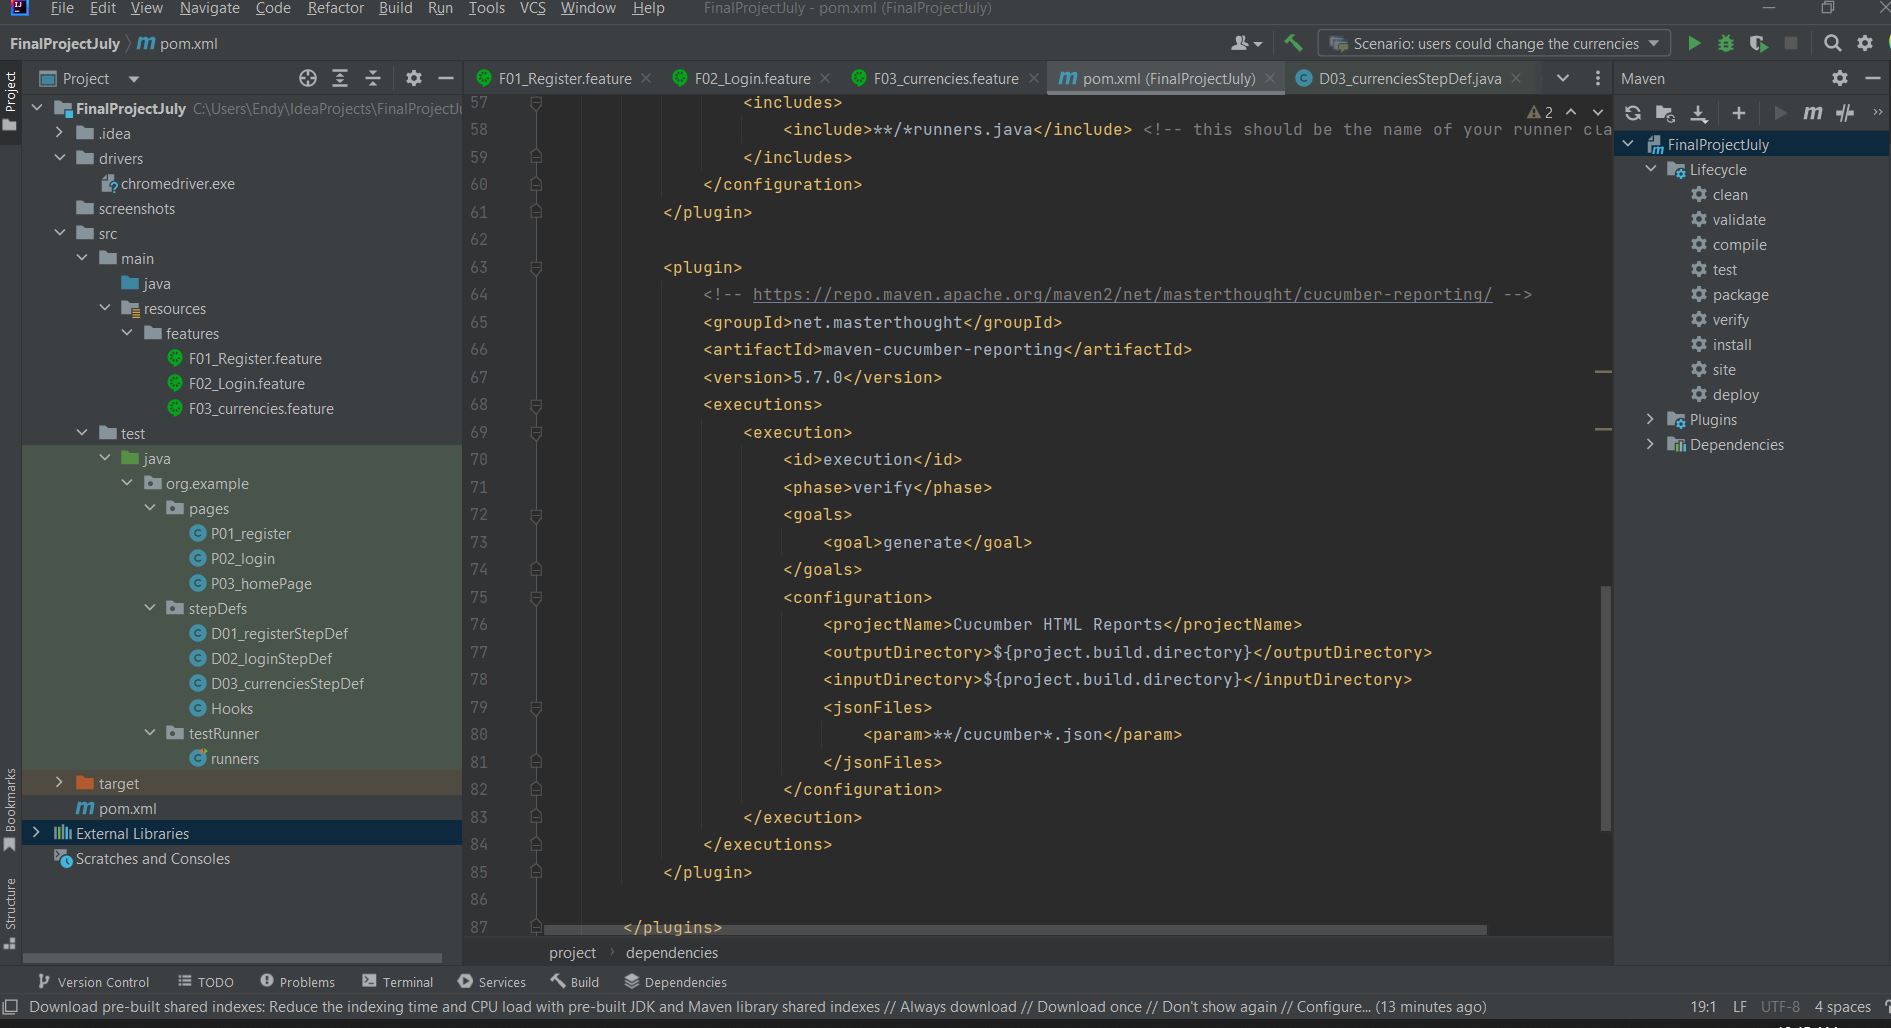 File Edit View Navigate Code Refactor Build Run Tools VCS Window Help FinalProjectJuly - pom.xml (FinalProjectJuly)
FinalProjectJuly m pom.xml Scenario: users could change the currencies
Project F01_Register.feature F02_Login.feature F03_currencies.feature m pom.xml (FinalProjectJuly) D03_currenciesStepDef.java Maven
Project
FinalProjectJuly C:\Users\Endy\IdeaProjects\FinalProjectJu
.idea
drivers
chromedriver.exe
screenshots
src
main
java
resources
features
F01_Register.feature
F02_Login.feature
F03_currencies.feature
test
java
org.example
pages
P01_register
P02_login
P03_homePage
stepDefs
D01_registerStepDef
D02_loginStepDef
D03_currenciesStepDef
Hooks
testRunner
runners
target
m pom.xml
External Libraries
Scratches and Consoles
Bookmarks
Structure
57 <includes>
58 <include>**/*runners.java</include> <!-- this should be the name of your runner cla
59 </includes>
60 </configuration>
61 </plugin>
62
63 <plugin>
64 <!-- https://repo.maven.apache.org/maven2/net/masterthought/cucumber-reporting/ -->
65 <groupId>net.masterthought</groupId>
66 <artifactId>maven-cucumber-reporting</artifactId>
67 <version>5.7.0</version>
68 <executions>
69 <execution>
70 <id>execution</id>
71 <phase>verify</phase>
72 <goals>
73 <goal>generate</goal>
74 </goals>
75 <configuration>
76 <projectName>Cucumber HTML Reports</projectName>
77 <outputDirectory>${project.build.directory}</outputDirectory>
78 <inputDirectory>${project.build.directory}</inputDirectory>
79 <jsonFiles>
80 <param>**/cucumber*.json</param>
81 </jsonFiles>
82 </configuration>
83 </execution>
84 </executions>
85 </plugin>
86
87 </plugins>
2
project dependencies
m
FinalProjectJuly
Lifecycle
clean
validate
compile
test
package
verify
install
site
deploy
Plugins
Dependencies
Version Control TODO Problems Terminal Services Build Dependencies
Download pre-built shared indexes: Reduce the indexing time and CPU load with pre-built JDK and Maven library shared indexes // Always download // Download once // Don't show again // Configure... (13 minutes ago) 19:1 LF UTF-8 4 spaces